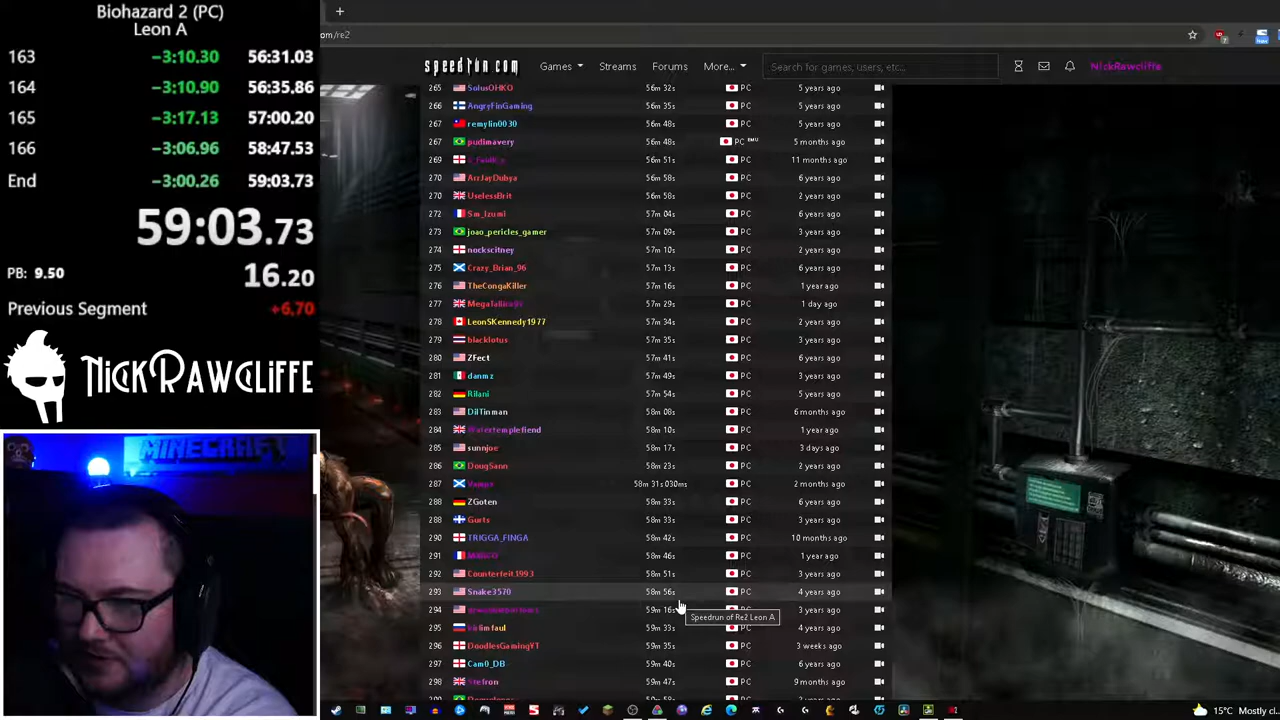 Biohazard 2 (PC)
Leon A
163 −3:10.30 56:31.03
164 −3:10.90 56:35.86
165 −3:17.13 57:00.20
166 −3:06.96 58:47.53
End −3:00.26 59:03.73
59:03.73
PB: 9.50 16.20
Previous Segment +6.70
NickRawcliffe
MINECRAFT
om/re2
speedrun.com Games Streams Forums More... Search for games, users, etc... NickRawcliffe
265 SolusOHKO 56m 32s PC 5 years ago
266 AngryFinGaming 56m 35s PC 5 years ago
267 remylin0030 56m 48s PC 5 years ago
267 pudimavery 56m 48s PC EMU 5 months ago
269 56m 51s PC 11 months ago
270 ArrJayDubya 56m 58s PC 6 years ago
270 UselessBrit 56m 58s PC 2 years ago
272 Sm_Izumi 57m 04s PC 6 years ago
273 joao_pericles_gamer 57m 09s PC 3 years ago
274 nockscitney 57m 10s PC 2 years ago
275 Crazy_Brian_96 57m 13s PC 6 years ago
276 TheCongaKiller 57m 16s PC 1 year ago
277 57m 29s PC 1 day ago
278 LeonSKennedy1977 57m 34s PC 2 years ago
279 blacklotus 57m 35s PC 3 years ago
280 ZFect 57m 41s PC 6 years ago
281 danmz 57m 49s PC 3 years ago
282 Rilani 57m 54s PC 5 years ago
283 DilTinman 58m 08s PC 6 months ago
284 Watertemplefiend 58m 10s PC 1 year ago
285 sunnjoe 58m 17s PC 3 days ago
286 DougSann 58m 23s PC 2 years ago
287 58m 31s 030ms PC 2 months ago
288 ZGoten 58m 33s PC 6 years ago
288 Gurts 58m 33s PC 3 years ago
290 TRIGGA_FINGA 58m 42s PC 10 months ago
291 58m 46s PC 1 year ago
292 Counterfeit1993 58m 51s PC 3 years ago
293 Snake3570 58m 56s PC 4 years ago
294 59m 16s PC 3 years ago
Speedrun of Re2 Leon A
295 59m 33s PC 4 years ago
296 DoodlesGamingYT 59m 35s PC 3 weeks ago
297 Cam0_DB 59m 40s PC 6 years ago
298 Stefron 59m 47s PC 9 months ago
15°C Mostly cl